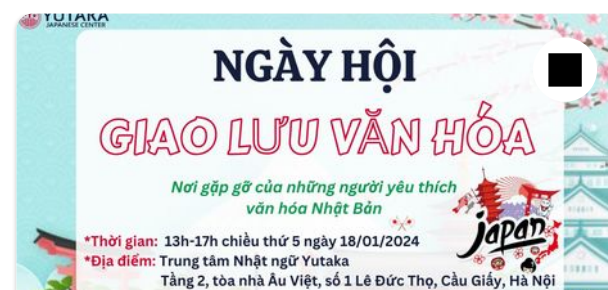 YUTARA
JAPANESE CENTER
NGÀY HỘI
GIAO LƯU VĂN HÓA
Nơi gặp gỡ của những người yêu thích
văn hóa Nhật Bản
japan
*Thời gian: 13h-17h chiều thứ 5 ngày 18/01/2024
*Địa điểm: Trung tâm Nhật ngữ Yutaka
Tầng 2, tòa nhà Âu Việt, số 1 Lê Đức Thọ, Cầu Giấy, Hà Nội